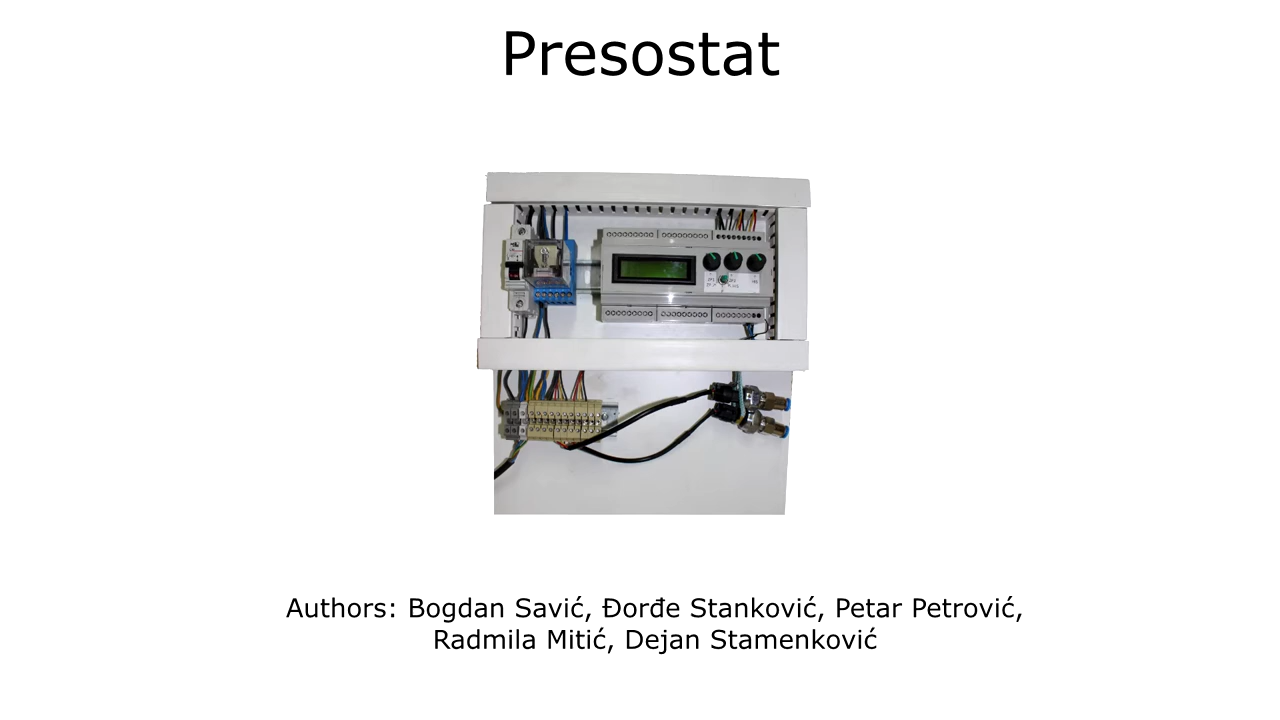 Presostat
Authors: Bogdan Savić, Đorđe Stanković, Petar Petrović,
Radmila Mitić, Dejan Stamenković